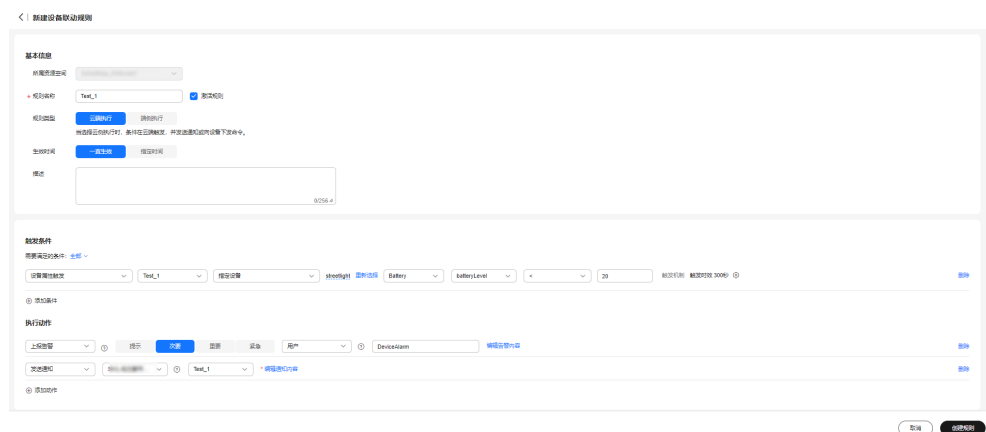 新建设备联动规则
基本信息
所属资源空间
* 规则名称 Test_1 激活规则
规则类型 云端执行 端侧执行
当选择云侧执行时，条件在云端触发，并发送通知或向设备下发命令。
生效时间 一直生效 指定时间
描述
0/256
触发条件
需要满足的条件: 全部
设备属性触发 Test_1 指定设备 streetlight 重新选择 Battery batteryLevel < 20 触发机制 触发时效 300秒 删除
添加条件
执行动作
上报告警 提示 次要 重要 紧急 用户 DeviceAlarm 编辑告警内容 删除
发送通知 Test_1 * 编辑通知内容 删除
添加动作
取消 创建规则